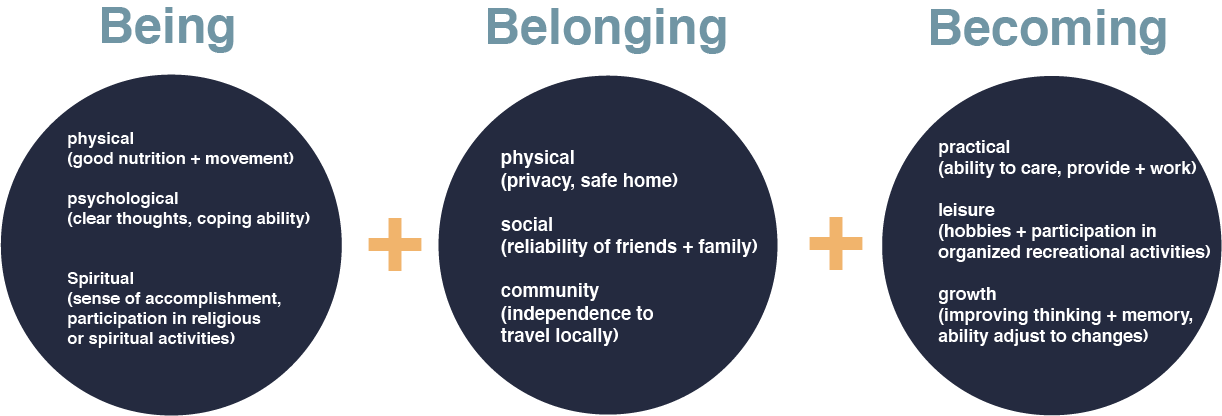 Being
physical
(good nutrition + movement)
psychological
(clear thoughts, coping ability)
Spiritual
(sense of accomplishment,
participation in religious
or spiritual activities)
+
Belonging
physical
(privacy, safe home)
social
(reliability of friends + family)
community
(independence to
travel locally)
+
Becoming
practical
(ability to care, provide + work)
leisure
(hobbies + participation in
organized recreational activities)
growth
(improving thinking + memory,
ability adjust to changes)